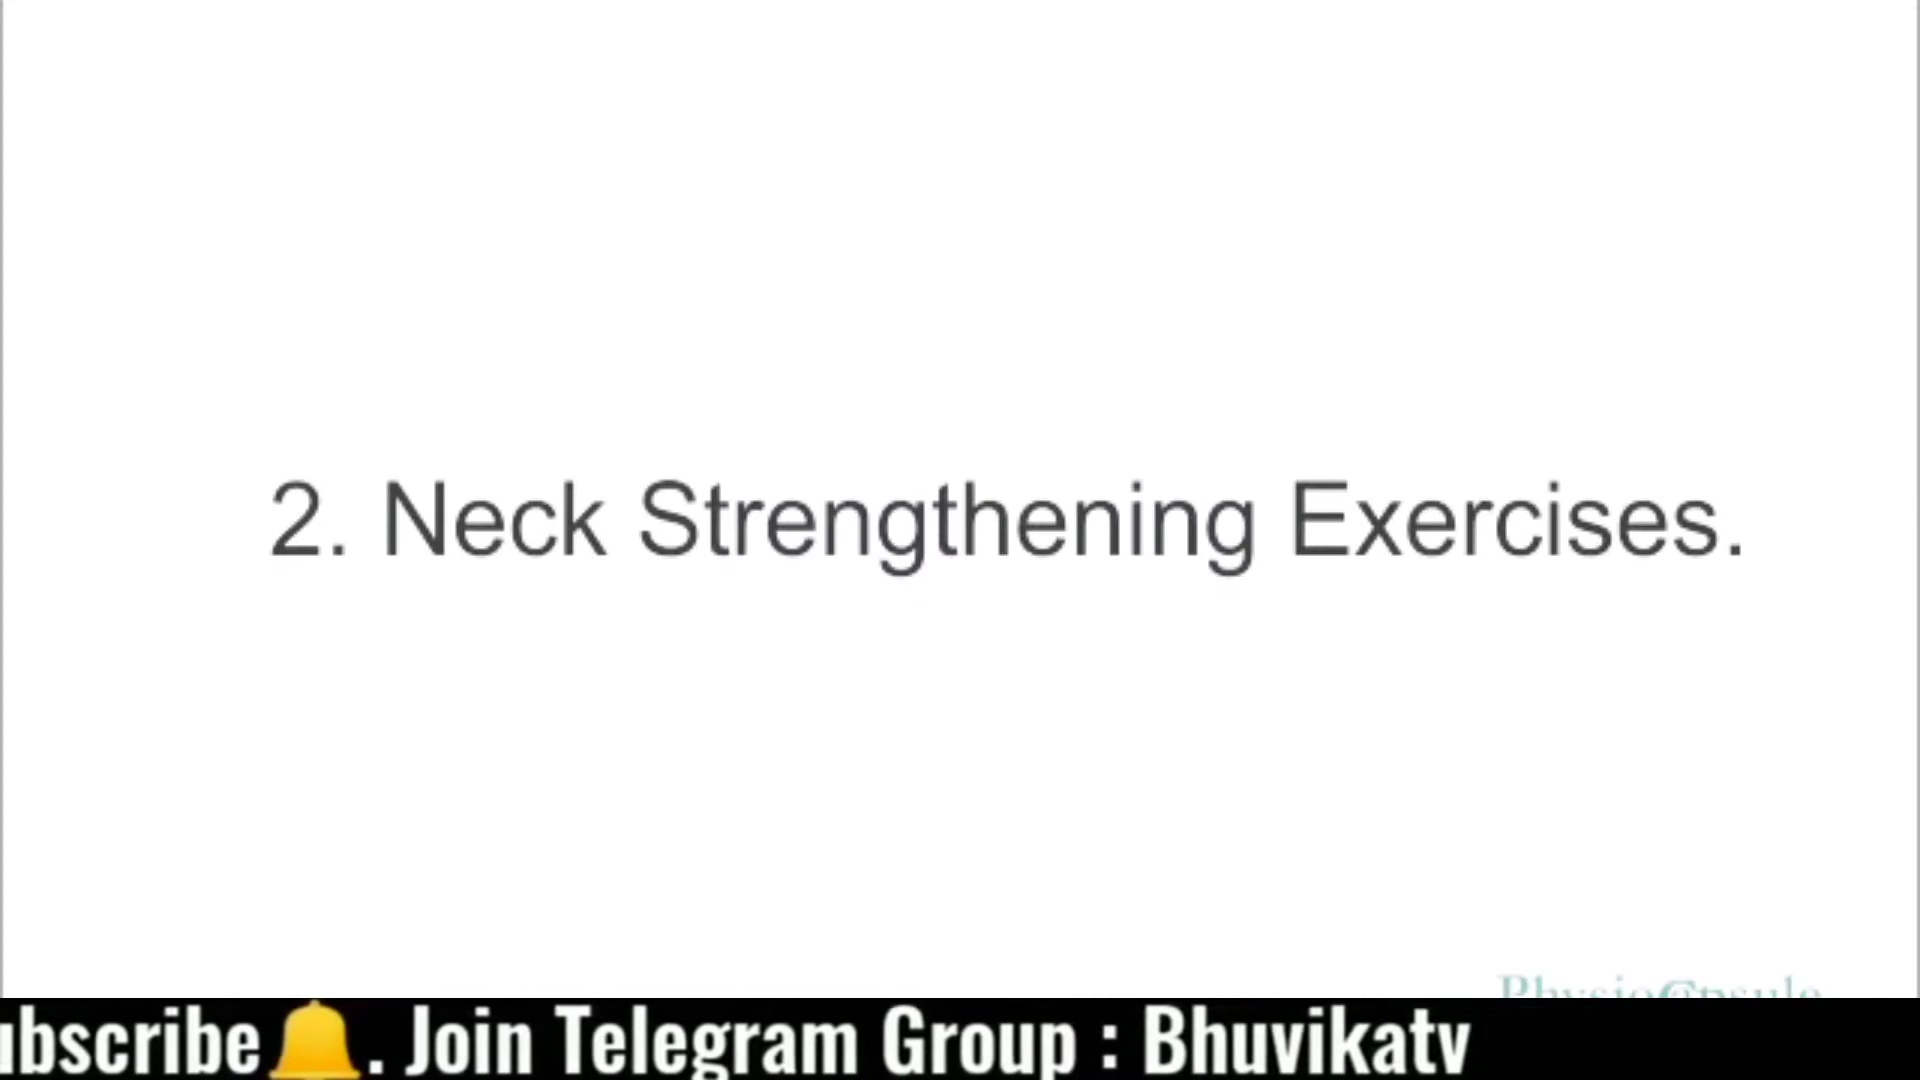 2. Neck Strengthening Exercises.
ubscribe🔔. Join Telegram Group : Bhuvikatv